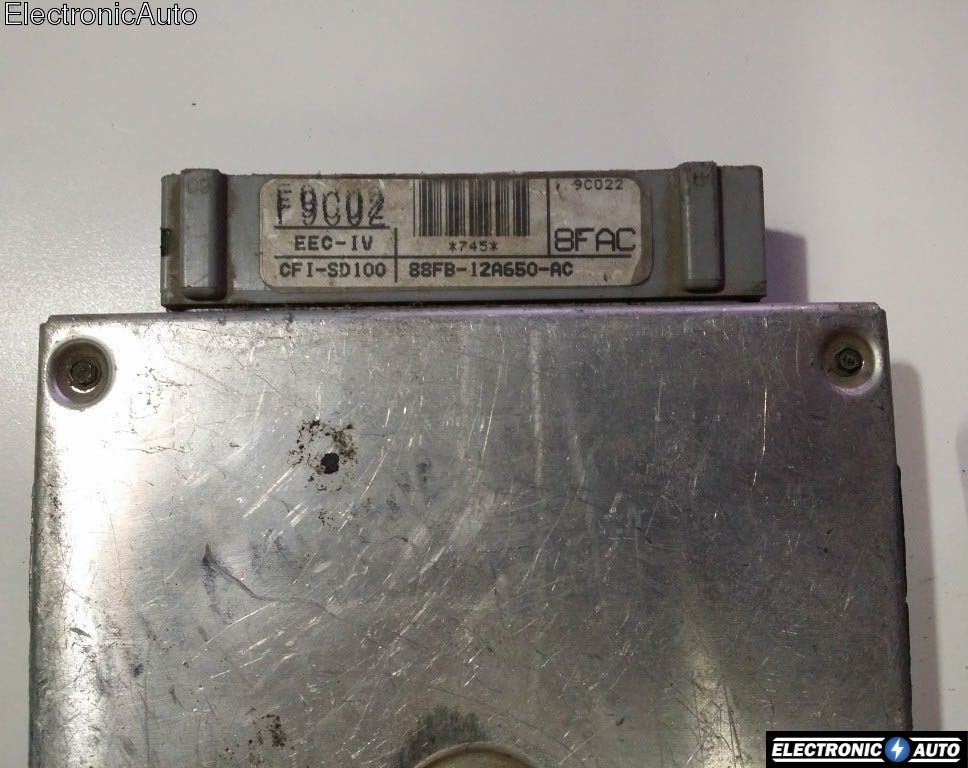 ElectronicAuto
F9C02
EEC-IV
CFI-SD100
*745*
88FB-12A650-AC
9C022
8FAC
ELECTRONIC AUTO